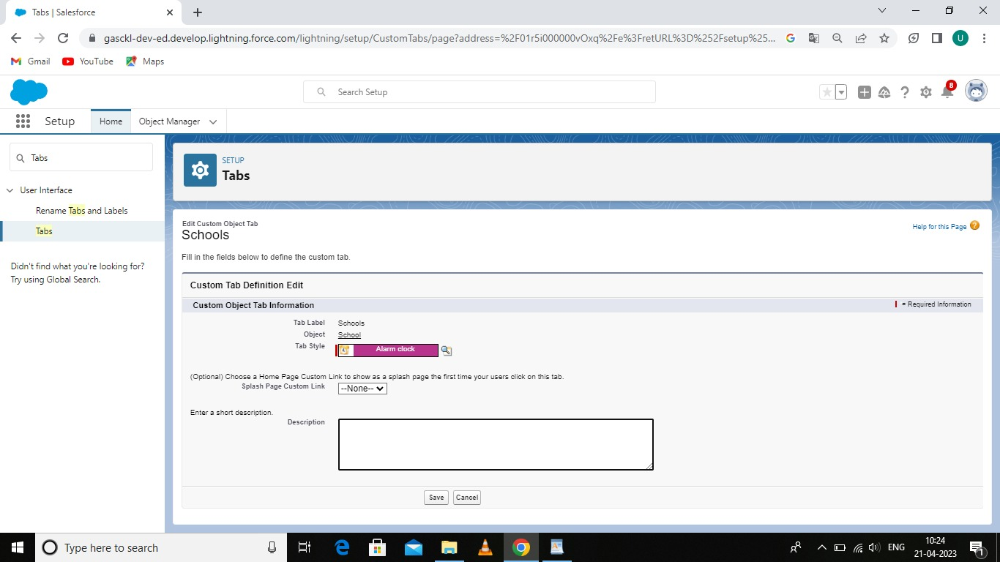 Tabs | Salesforce
gasckl-dev-ed.develop.lightning.force.com/lightning/setup/CustomTabs/page?address=%2F01r5i000000vOxq%2Fe%3FretURL%3D%252Fsetup%25...
U
Gmail YouTube Maps
Search Setup
8
Setup Home Object Manager
Tabs
User Interface
Rename Tabs and Labels
Tabs
Didn't find what you're looking for?
Try using Global Search.
SETUP
Tabs
Edit Custom Object Tab
Schools
Help for this Page ?
Fill in the fields below to define the custom tab.
Custom Tab Definition Edit
Custom Object Tab Information
= Required Information
Tab Label Schools
Object School
Tab Style Alarm clock
(Optional) Choose a Home Page Custom Link to show as a splash page the first time your users click on this tab.
Splash Page Custom Link --None--
Enter a short description.
Description
Save Cancel
Type here to search
ENG
10:24
21-04-2023
1